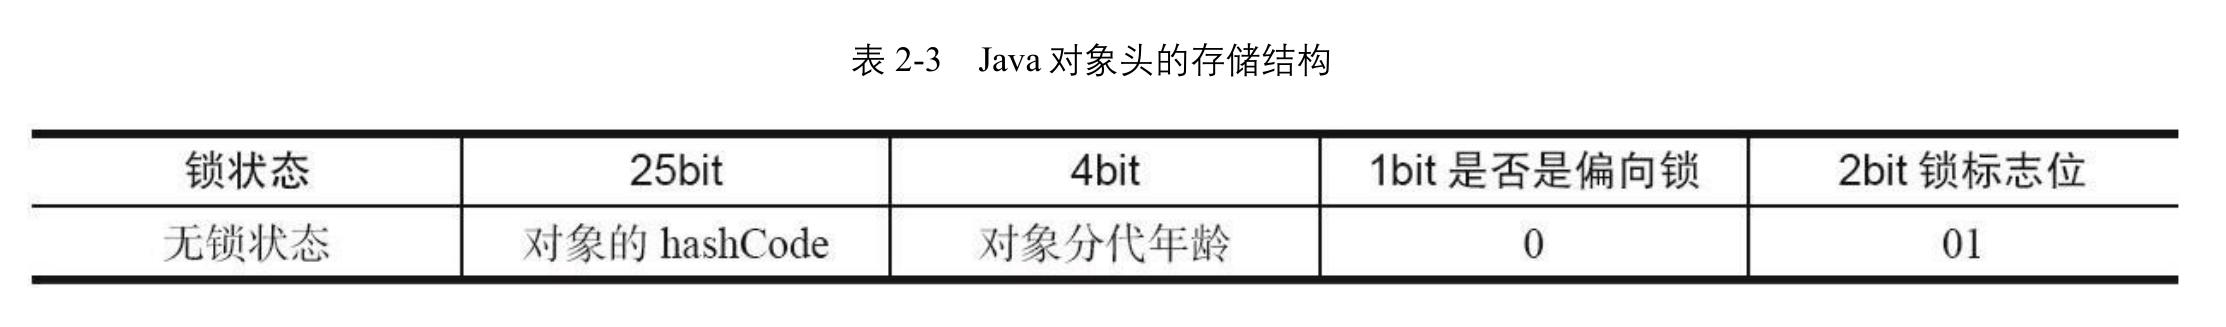 表 2-3 Java 对象头的存储结构
锁状态 25bit 4bit 1bit 是否是偏向锁 2bit 锁标志位
无锁状态 对象的 hashCode 对象分代年龄 0 01